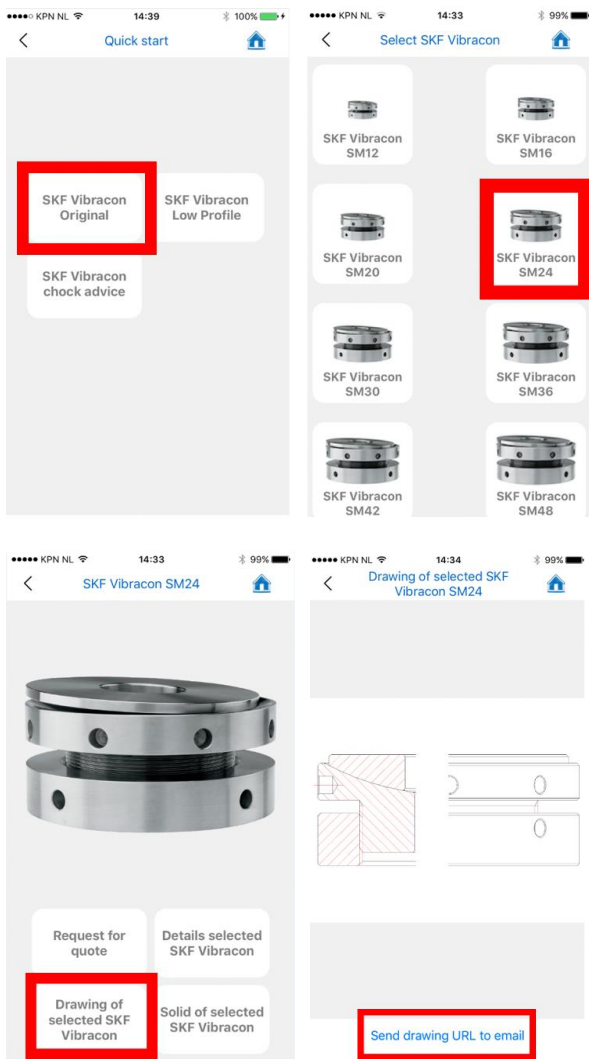 KPN NL 14:39 100%
Quick start
SKF Vibracon
Original
SKF Vibracon
Low Profile
SKF Vibracon
chock advice
KPN NL 14:33 99%
Select SKF Vibracon
SKF Vibracon
SM12
SKF Vibracon
SM16
SKF Vibracon
SM20
SKF Vibracon
SM24
SKF Vibracon
SM30
SKF Vibracon
SM36
SKF Vibracon
SM42
SKF Vibracon
SM48
KPN NL 14:33 99%
SKF Vibracon SM24
Request for
quote
Details selected
SKF Vibracon
Drawing of
selected SKF
Vibracon
Solid of selected
SKF Vibracon
KPN NL 14:34 99%
Drawing of selected SKF
Vibracon SM24
Send drawing URL to email